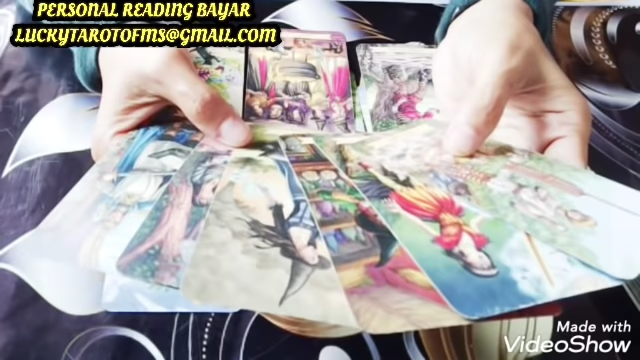 PERSONAL READING BAYAR
LUCKYTAROTOFMS@GMAIL.COM
Made with
VideoShow